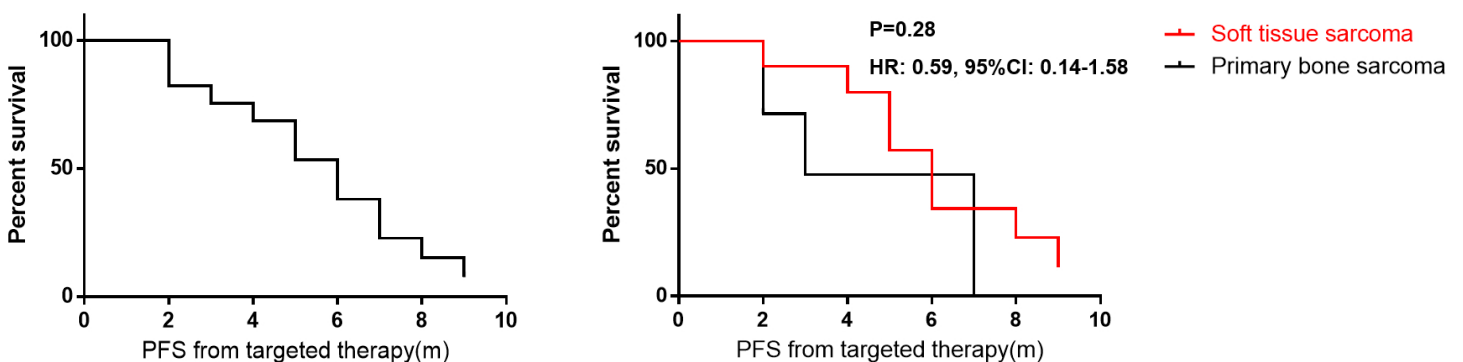 Percent survival
100
50
0
0 2 4 6 8 10
PFS from targeted therapy(m)
Percent survival
100
50
0
0 2 4 6 8 10
PFS from targeted therapy(m)
P=0.28
HR: 0.59, 95%CI: 0.14-1.58
Soft tissue sarcoma
Primary bone sarcoma